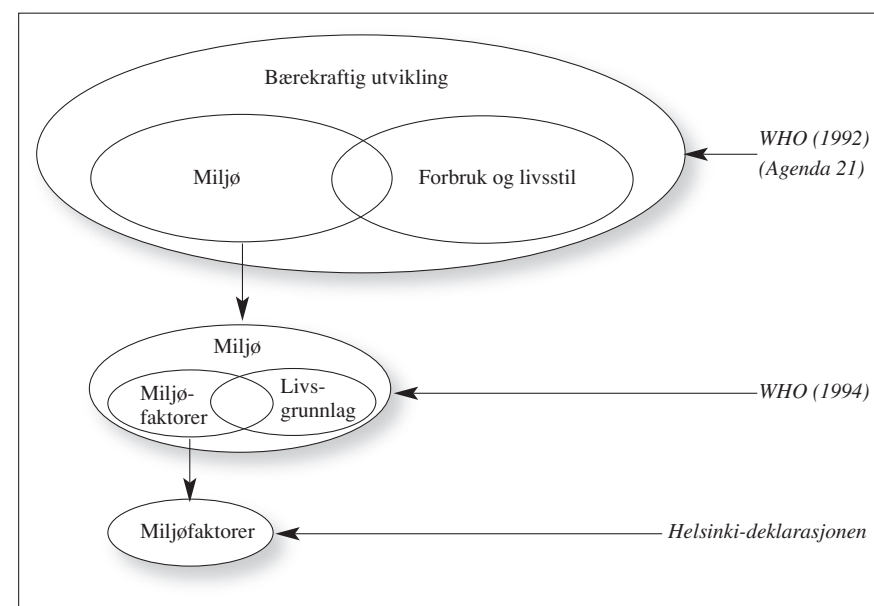 Bærekraftig utvikling
WHO (1992)
(Agenda 21)
Miljø
Forbruk og livsstil
Miljø
Miljø-
faktorer
Livs-
grunnlag
WHO (1994)
Miljøfaktorer
Helsinki-deklarasjonen